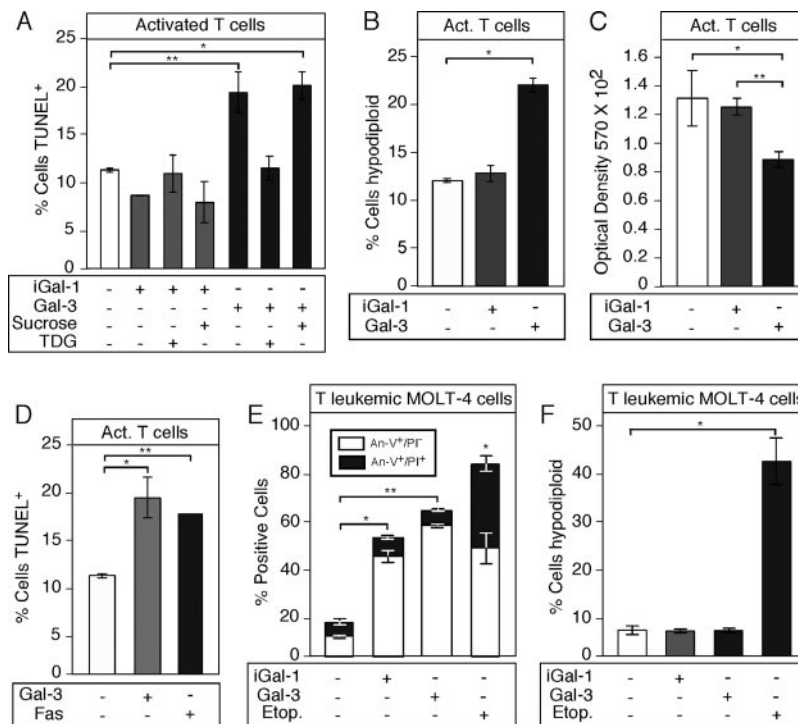 A
Activated T cells
% Cells TUNEL+
25
20
15
10
5
0
*
**
iGal-1 - + + + - - -
Gal-3 - - - - + + +
Sucrose - - - + - - +
TDG - - + - - + -
B
Act. T cells
% Cells hypodiploid
25
20
15
10
5
0
*
iGal-1 - + -
Gal-3 - - +
C
Act. T cells
Optical Density 570 X 102
1.6
1.4
1.2
1.0
0.8
0.6
0.4
0.2
0
*
**
iGal-1 - + -
Gal-3 - - +
D
Act. T cells
% Cells TUNEL+
25
20
15
10
5
0
**
*
Gal-3 - + -
Fas - - +
E
T leukemic MOLT-4 cells
% Positive Cells
100
80
60
40
20
0
An-V+/PI-
An-V+/PI+
*
**
*
iGal-1 - + - -
Gal-3 - - + -
Etop. - - - +
F
T leukemic MOLT-4 cells
% Cells hypodiploid
50
40
30
20
10
0
*
iGal-1 - + - -
Gal-3 - - + -
Etop. - - - +